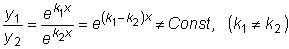 y₁/y₂ = e^{k₁x}/e^{k₂x} = e^{(k₁−k₂)x} ≠ Const, (k₁ ≠ k₂)